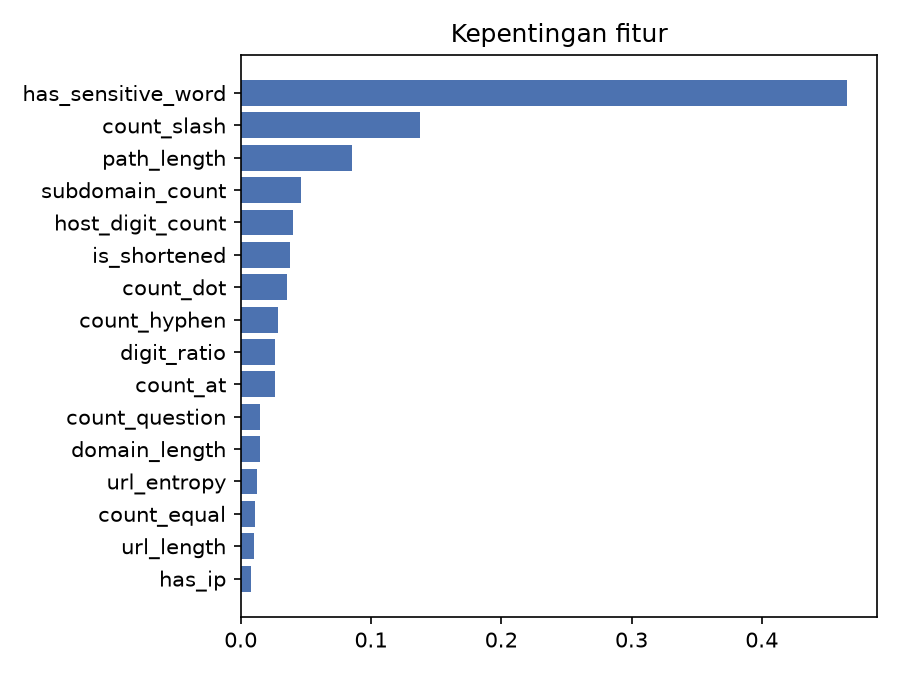 Kepentingan fitur
has_sensitive_word
count_slash
path_length
subdomain_count
host_digit_count
is_shortened
count_dot
count_hyphen
digit_ratio
count_at
count_question
domain_length
url_entropy
count_equal
url_length
has_ip
0.0 0.1 0.2 0.3 0.4